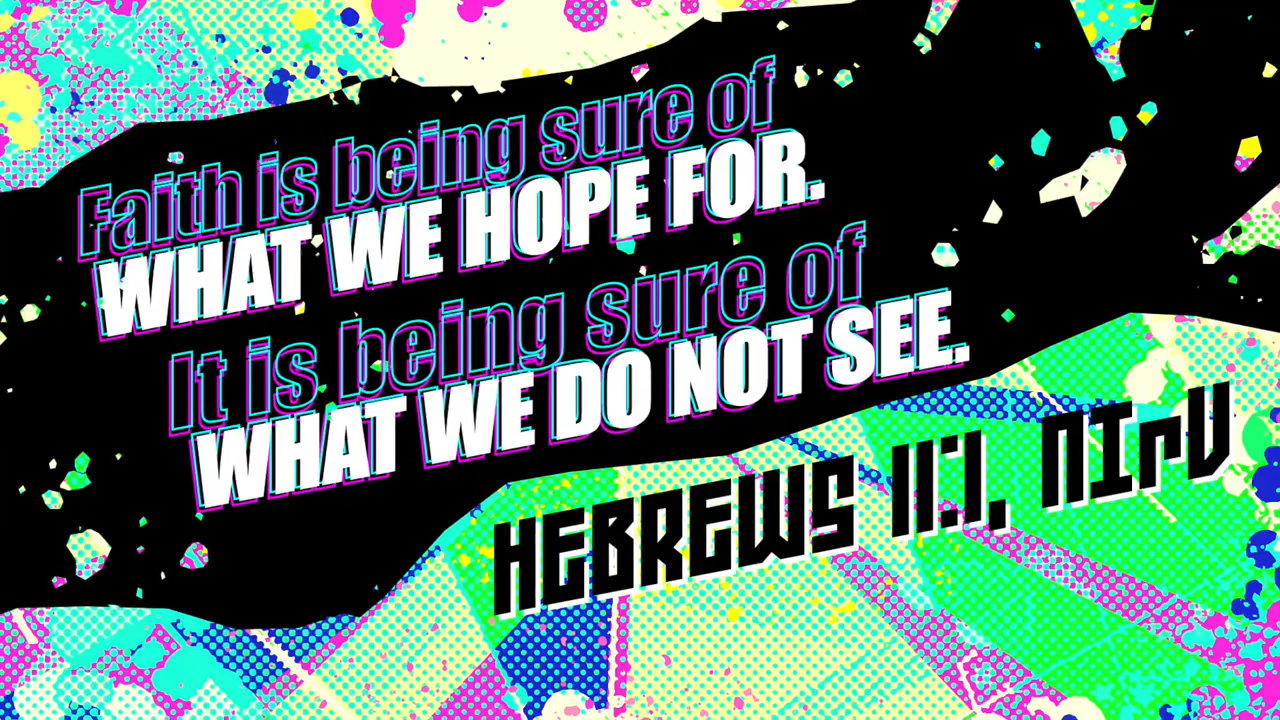 Faith is being sure of
WHAT WE HOPE FOR.
It is being sure of
WHAT WE DO NOT SEE.
HEBREWS 11:1, NIrV